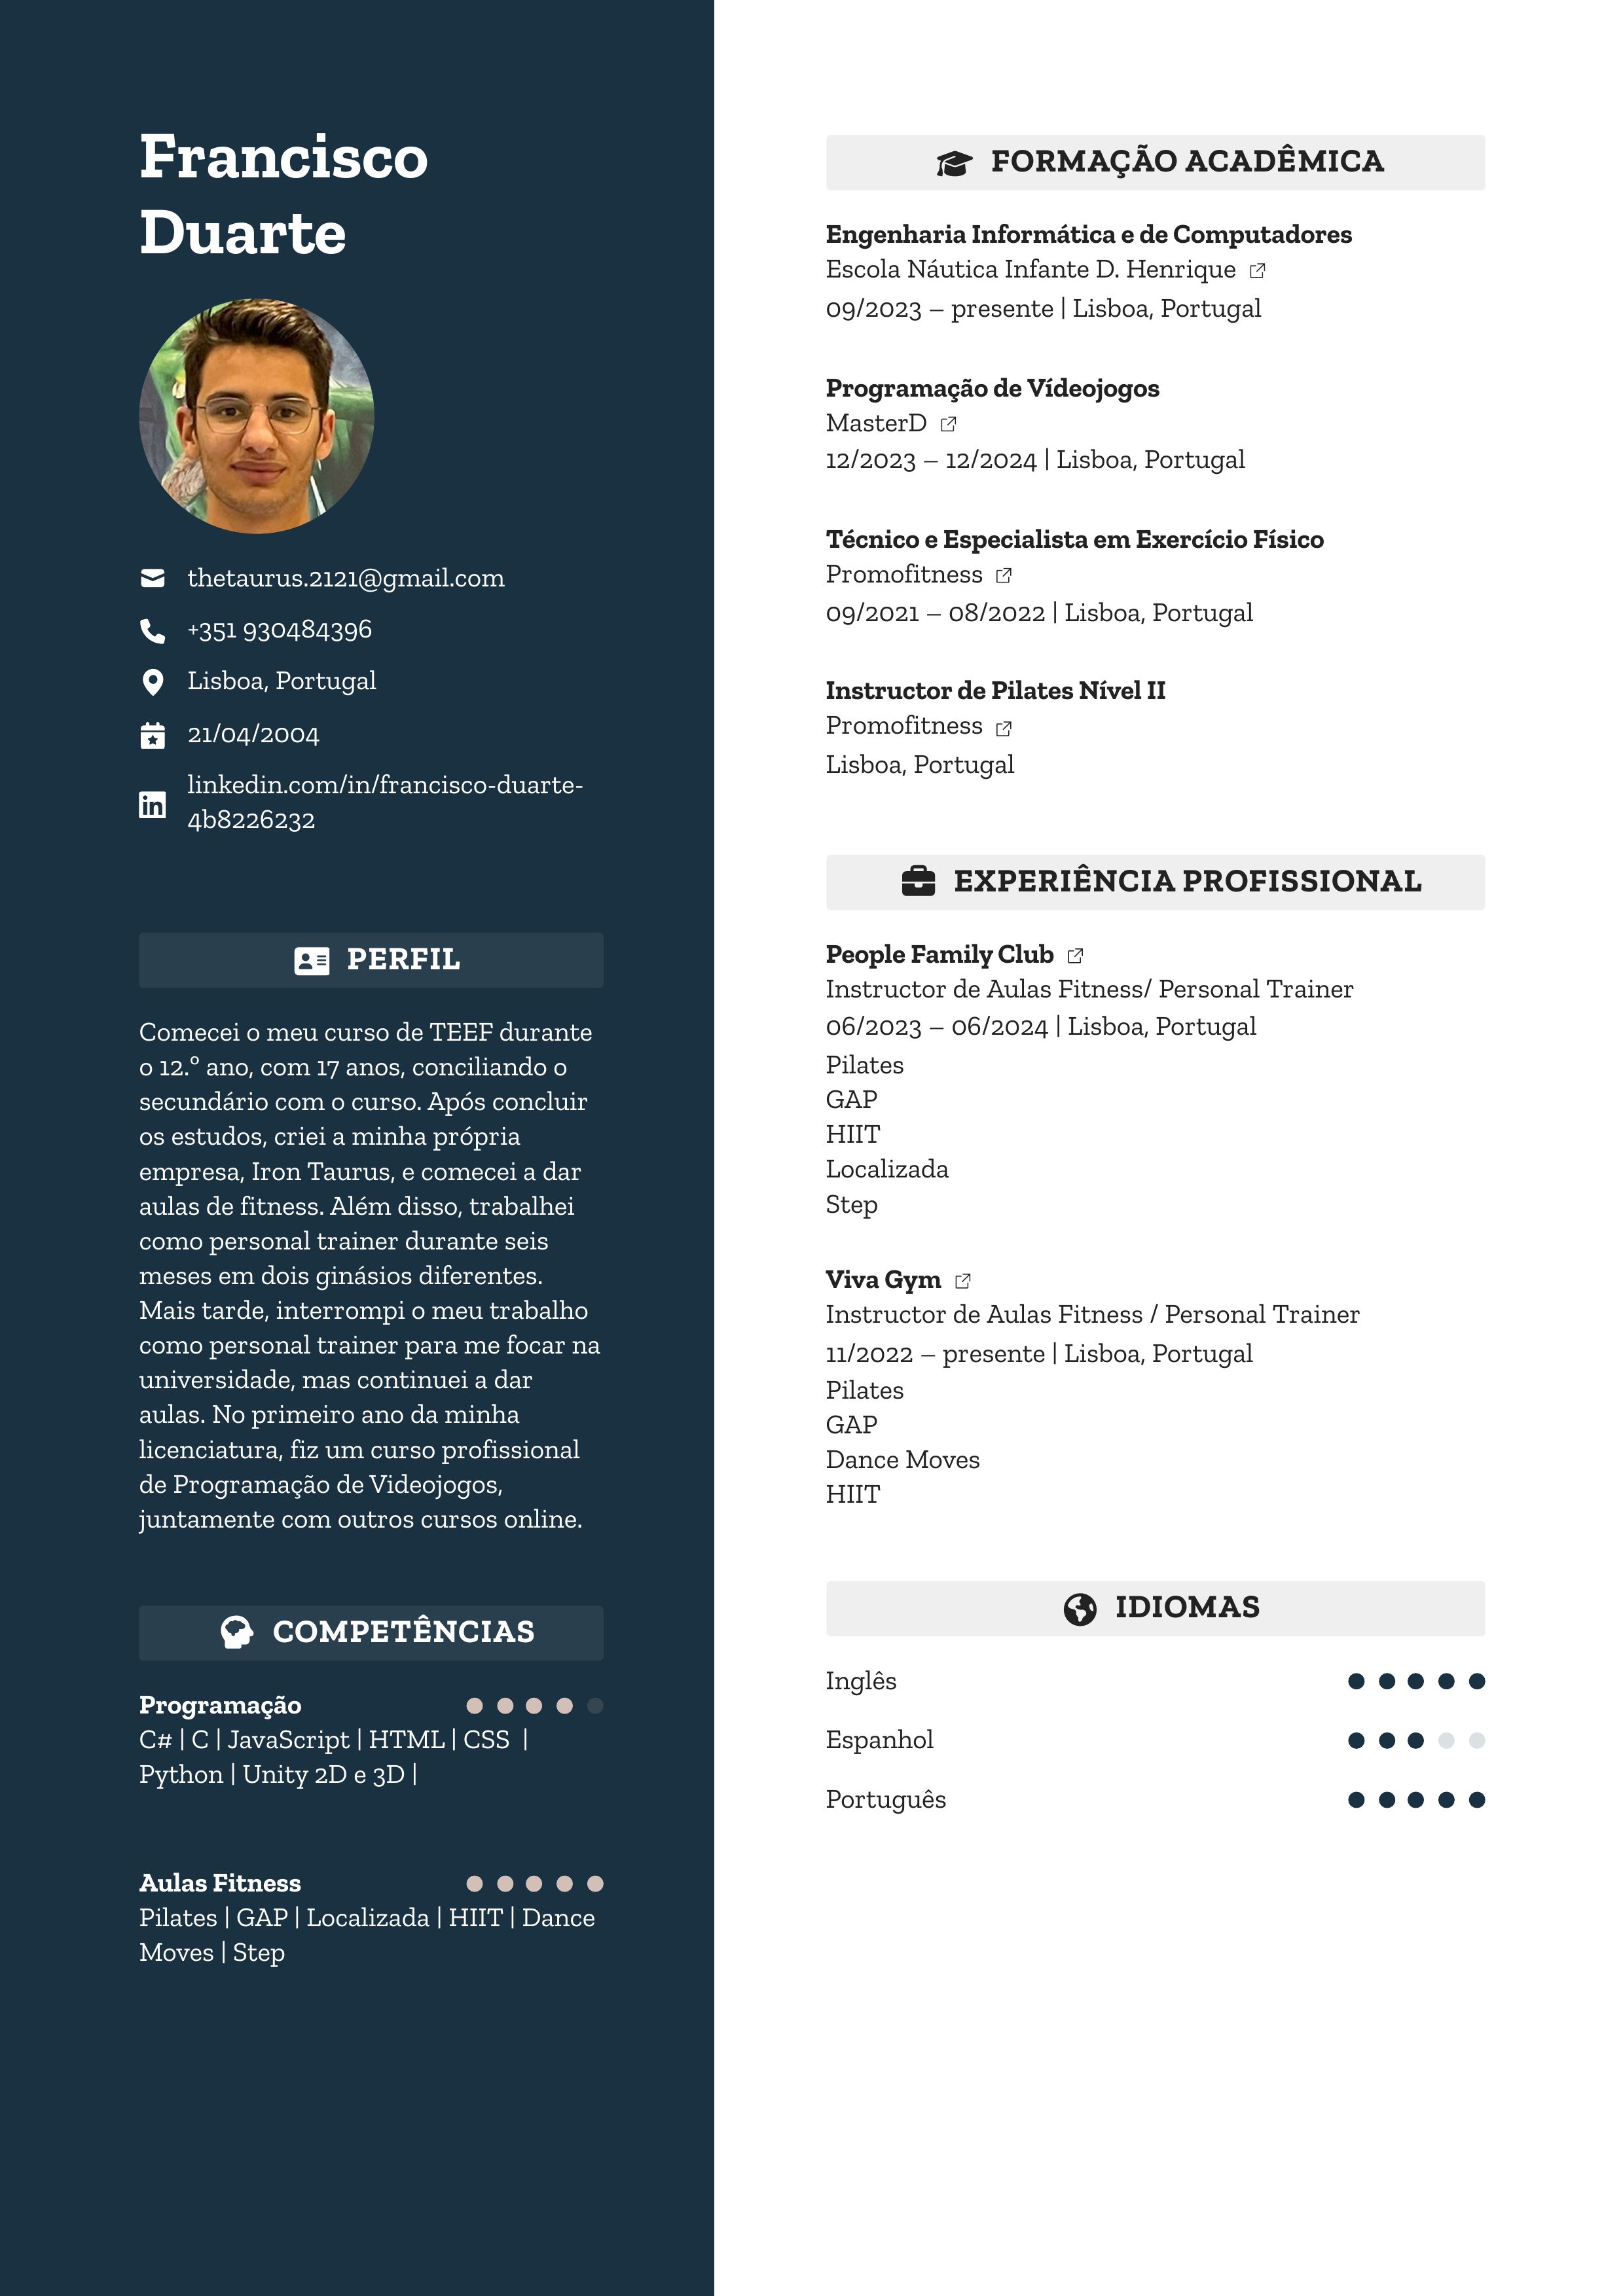 Francisco
Duarte
thetaurus.2121@gmail.com
+351 930484396
Lisboa, Portugal
21/04/2004
linkedin.com/in/francisco-duarte-
4b8226232
PERFIL
Comecei o meu curso de TEEF durante
o 12.º ano, com 17 anos, conciliando o
secundário com o curso. Após concluir
os estudos, criei a minha própria
empresa, Iron Taurus, e comecei a dar
aulas de fitness. Além disso, trabalhei
como personal trainer durante seis
meses em dois ginásios diferentes.
Mais tarde, interrompi o meu trabalho
como personal trainer para me focar na
universidade, mas continuei a dar
aulas. No primeiro ano da minha
licenciatura, fiz um curso profissional
de Programação de Videojogos,
juntamente com outros cursos online.
COMPETÊNCIAS
Programação
C# | C | JavaScript | HTML | CSS |
Python | Unity 2D e 3D |
Aulas Fitness
Pilates | GAP | Localizada | HIIT | Dance
Moves | Step
FORMAÇÃO ACADÊMICA
Engenharia Informática e de Computadores
Escola Náutica Infante D. Henrique
09/2023 – presente | Lisboa, Portugal
Programação de Vídeojogos
MasterD
12/2023 – 12/2024 | Lisboa, Portugal
Técnico e Especialista em Exercício Físico
Promofitness
09/2021 – 08/2022 | Lisboa, Portugal
Instructor de Pilates Nível II
Promofitness
Lisboa, Portugal
EXPERIÊNCIA PROFISSIONAL
People Family Club
Instructor de Aulas Fitness/ Personal Trainer
06/2023 – 06/2024 | Lisboa, Portugal
Pilates
GAP
HIIT
Localizada
Step
Viva Gym
Instructor de Aulas Fitness / Personal Trainer
11/2022 – presente | Lisboa, Portugal
Pilates
GAP
Dance Moves
HIIT
IDIOMAS
Inglês
Espanhol
Português